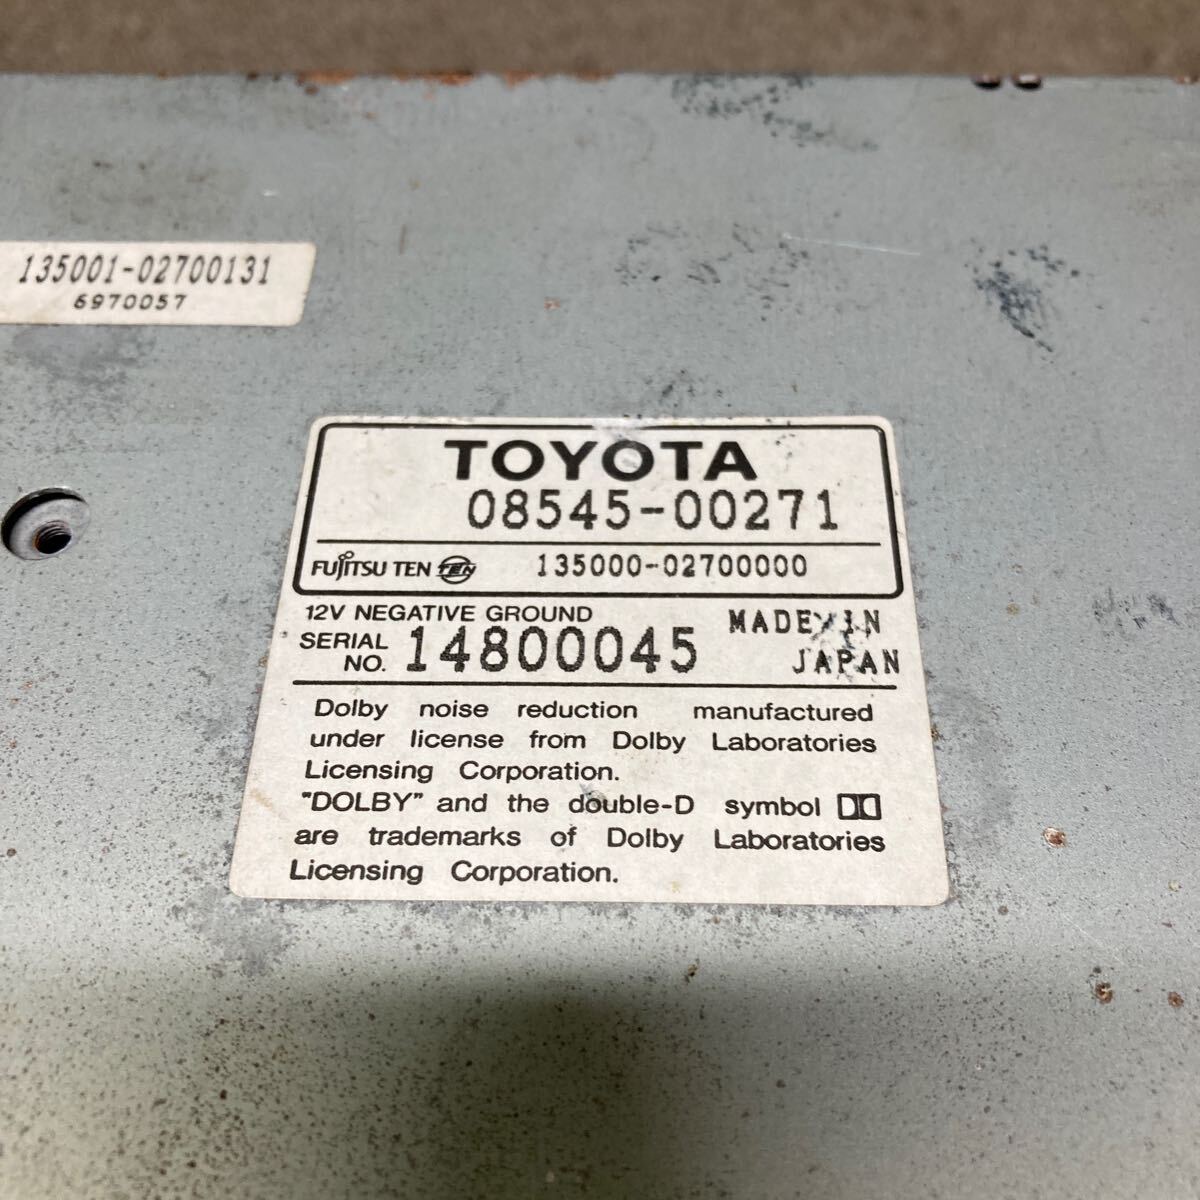 135001-02700131
6970057
TOYOTA
08545-00271
FUJITSU TEN TEN 135000-02700000
12V NEGATIVE GROUND
SERIAL NO. 14800045
MADE IN JAPAN
Dolby noise reduction manufactured
under license from Dolby Laboratories
Licensing Corporation.
"DOLBY" and the double-D symbol
are trademarks of Dolby Laboratories
Licensing Corporation.